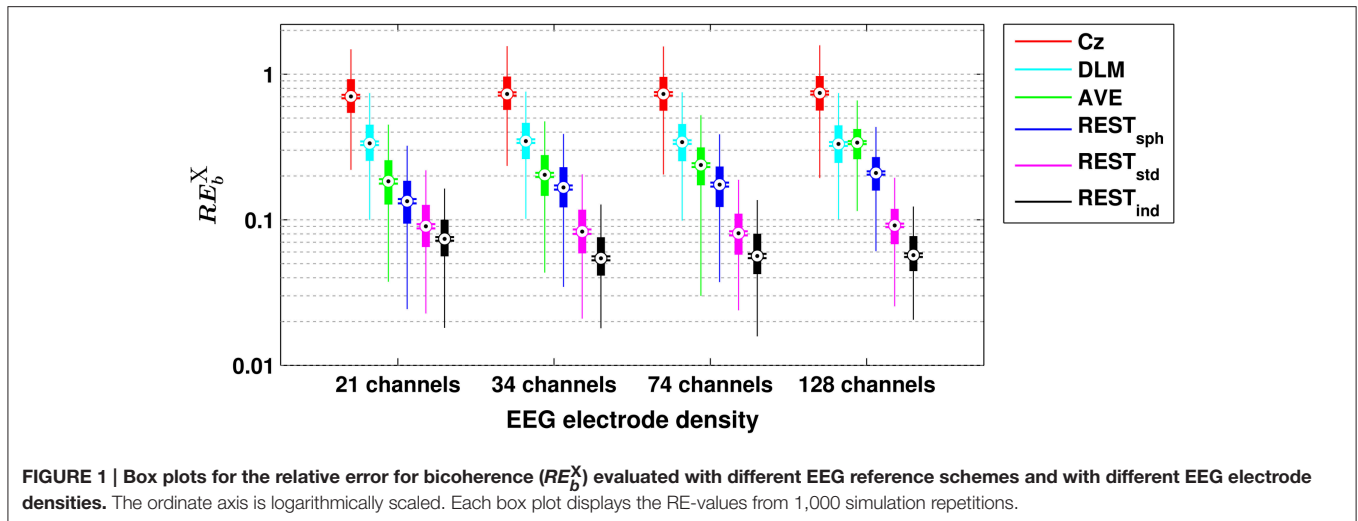 RE_b^X
1
0.1
0.01
21 channels 34 channels 74 channels 128 channels
EEG electrode density
Cz
DLM
AVE
REST_sph
REST_std
REST_ind
FIGURE 1 | Box plots for the relative error for bicoherence (RE_b^X) evaluated with different EEG reference schemes and with different EEG electrode
densities. The ordinate axis is logarithmically scaled. Each box plot displays the RE-values from 1,000 simulation repetitions.